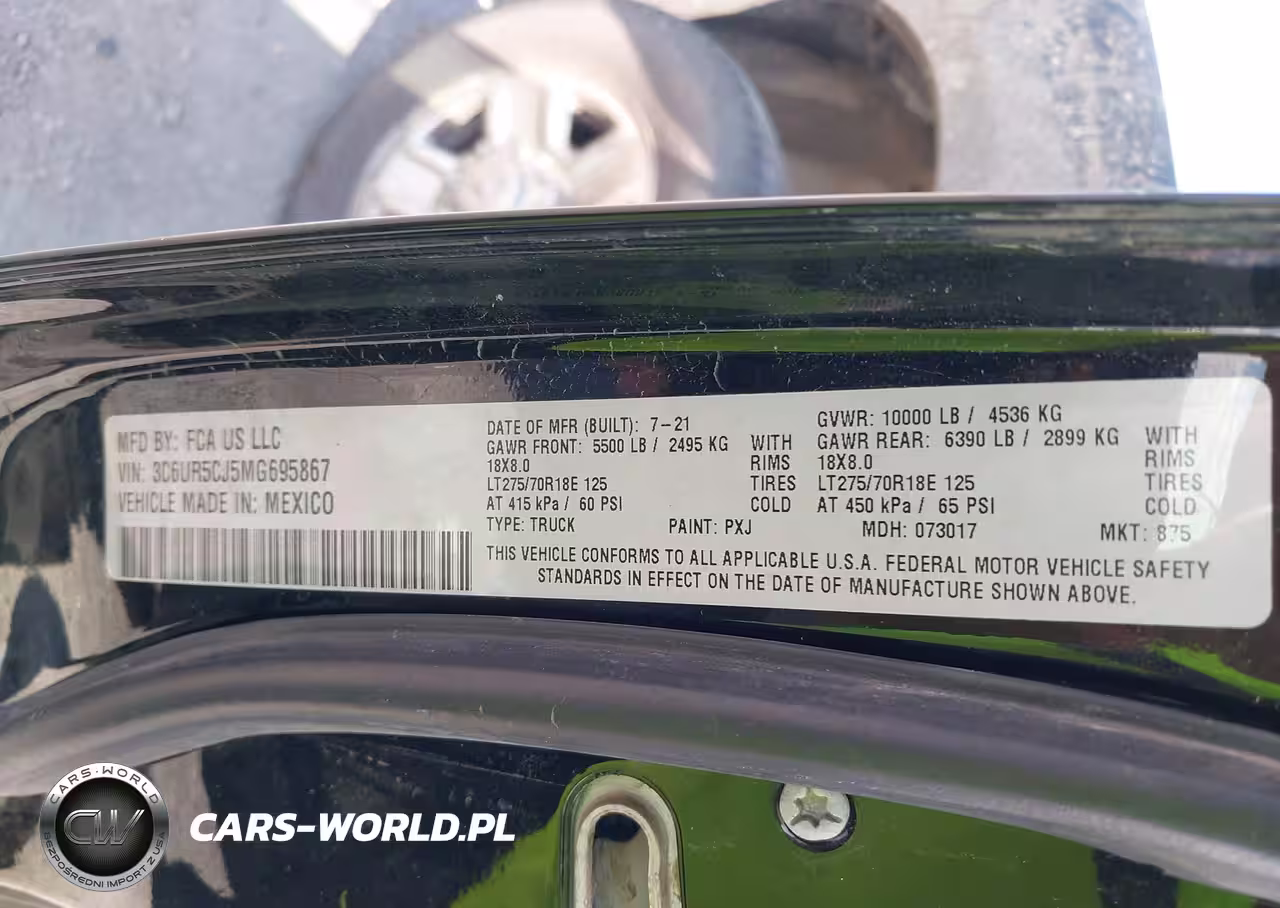 MFD BY: FCA US LLC
VIN: 3C6UR5CJ5MG695867
VEHICLE MADE IN: MEXICO
DATE OF MFR (BUILT): 7-21
GAWR FRONT: 5500 LB / 2495 KG WITH
18X8.0 RIMS
LT275/70R18E 125 TIRES
AT 415 kPa / 60 PSI COLD
GVWR: 10000 LB / 4536 KG
GAWR REAR: 6390 LB / 2899 KG WITH
18X8.0 RIMS
LT275/70R18E 125 TIRES
AT 450 kPa / 65 PSI COLD
TYPE: TRUCK PAINT: PXJ MDH: 073017 MKT: 875
THIS VEHICLE CONFORMS TO ALL APPLICABLE U.S.A. FEDERAL MOTOR VEHICLE SAFETY
STANDARDS IN EFFECT ON THE DATE OF MANUFACTURE SHOWN ABOVE.
CARS-WORLD
CW
BEZPOŚREDNI IMPORT Z USA
CARS-WORLD.PL